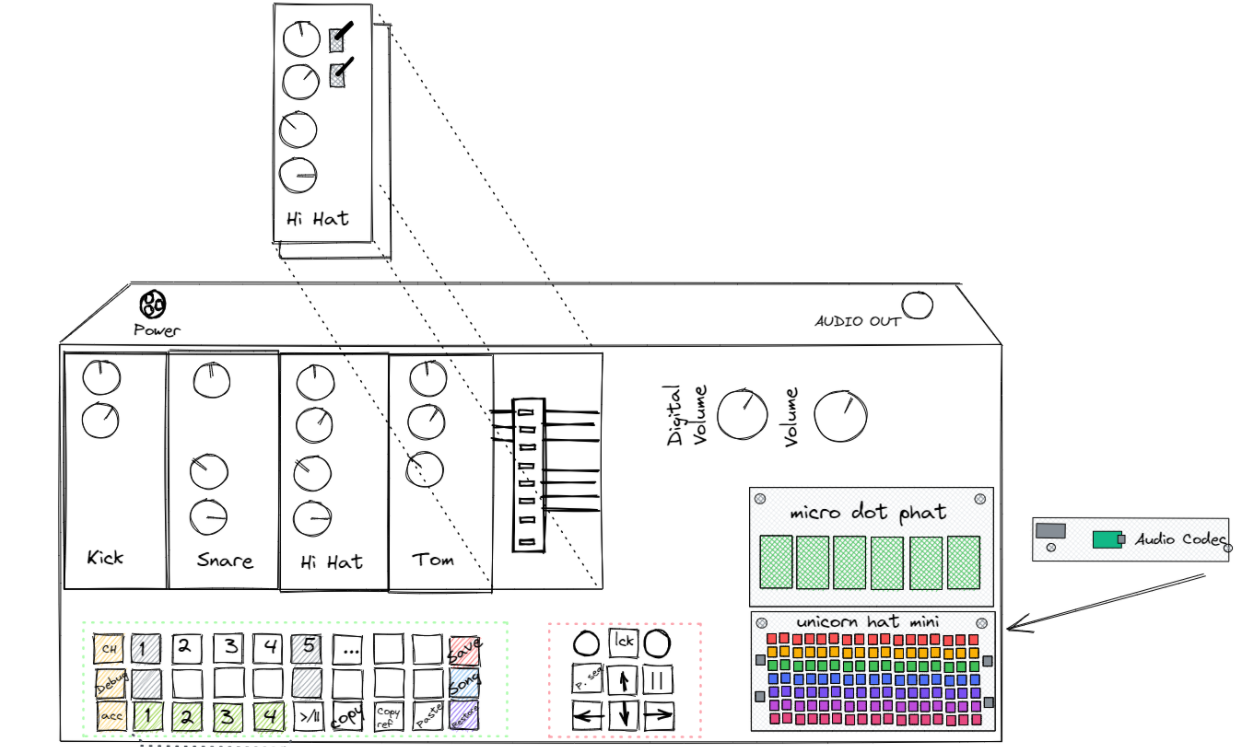 Hi Hat
Power
AUDIO OUT
Digital Volume
Volume
Kick
Snare
Hi Hat
Tom
micro dot phat
Audio Codec
unicorn hat mini
CH 1 2 3 4 5 ... Save
Debug Song
acc 1 2 3 4 >/II copy copy rep Paste Restore
lck
P. seq ↑ ||
← ↓ →